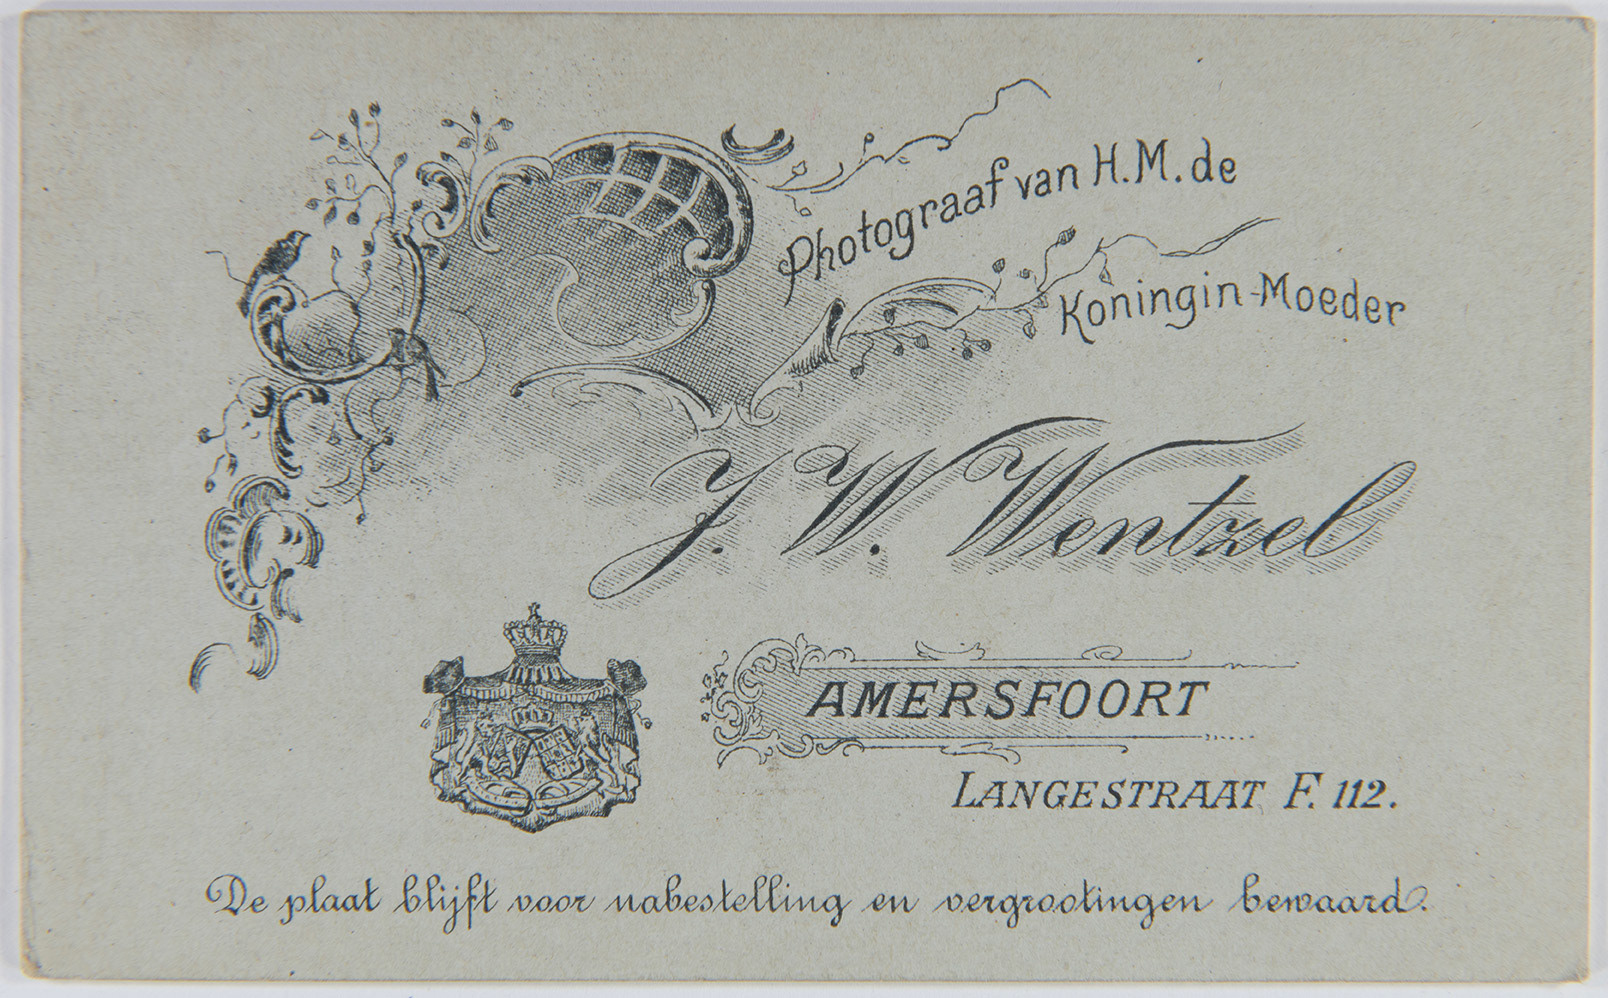 Photograaf van H.M. de
Koningin-Moeder
J. W. Wentzel
AMERSFOORT
LANGESTRAAT F. 112.
De plaat blijft voor nabestelling en vergrootingen bewaard.